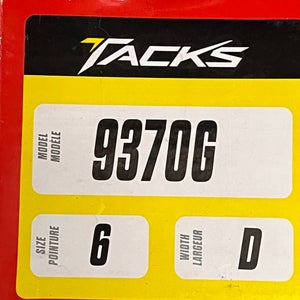 TACKS
MODEL
MODÈLE
9370G
SIZE
POINTURE
6
WIDTH
LARGEUR
D